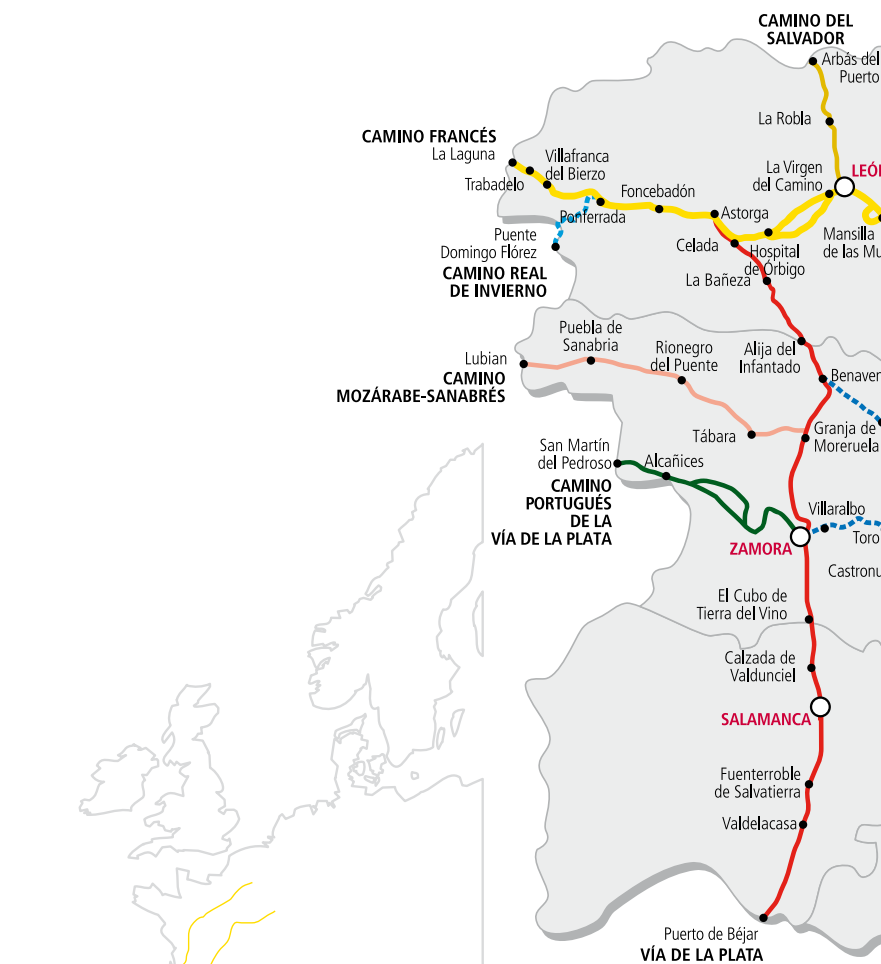 CAMINO DEL
SALVADOR
Arbás del
Puerto
La Robla
CAMINO FRANCÉS
La Laguna
Villafranca
del Bierzo
Trabadelo
Foncebadón
Ponferrada
La Virgen
del Camino
Astorga
Puente
Domingo Flórez
CAMINO REAL
DE INVIERNO
Celada
Hospital
de Órbigo
Mansilla
de las
La Bañeza
Puebla de
Sanabria
Rionegro
del Puente
Alija del
Infantado
Lubian
CAMINO
MOZÁRABE-SANABRÉS
Tábara
Granja de
Moreruela
San Martín
del Pedroso
Alcañices
CAMINO
PORTUGUÉS
DE LA
VÍA DE LA PLATA
Villaralbo
Toro
ZAMORA
El Cubo de
Tierra del Vino
Calzada de
Valdunciel
SALAMANCA
Fuenterroble
de Salvatierra
Valdelacasa
Puerto de Béjar
VÍA DE LA PLATA